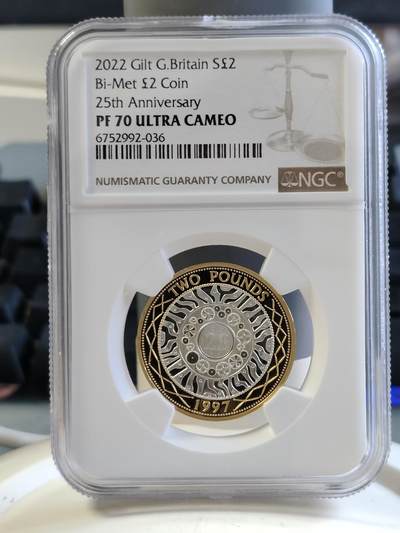 2022 Gilt G.Britain S£2
Bi-Met £2 Coin
25th Anniversary
PF 70 ULTRA CAMEO
6752992-036
NUMISMATIC GUARANTY COMPANY
NGC®
TWO POUNDS
1997